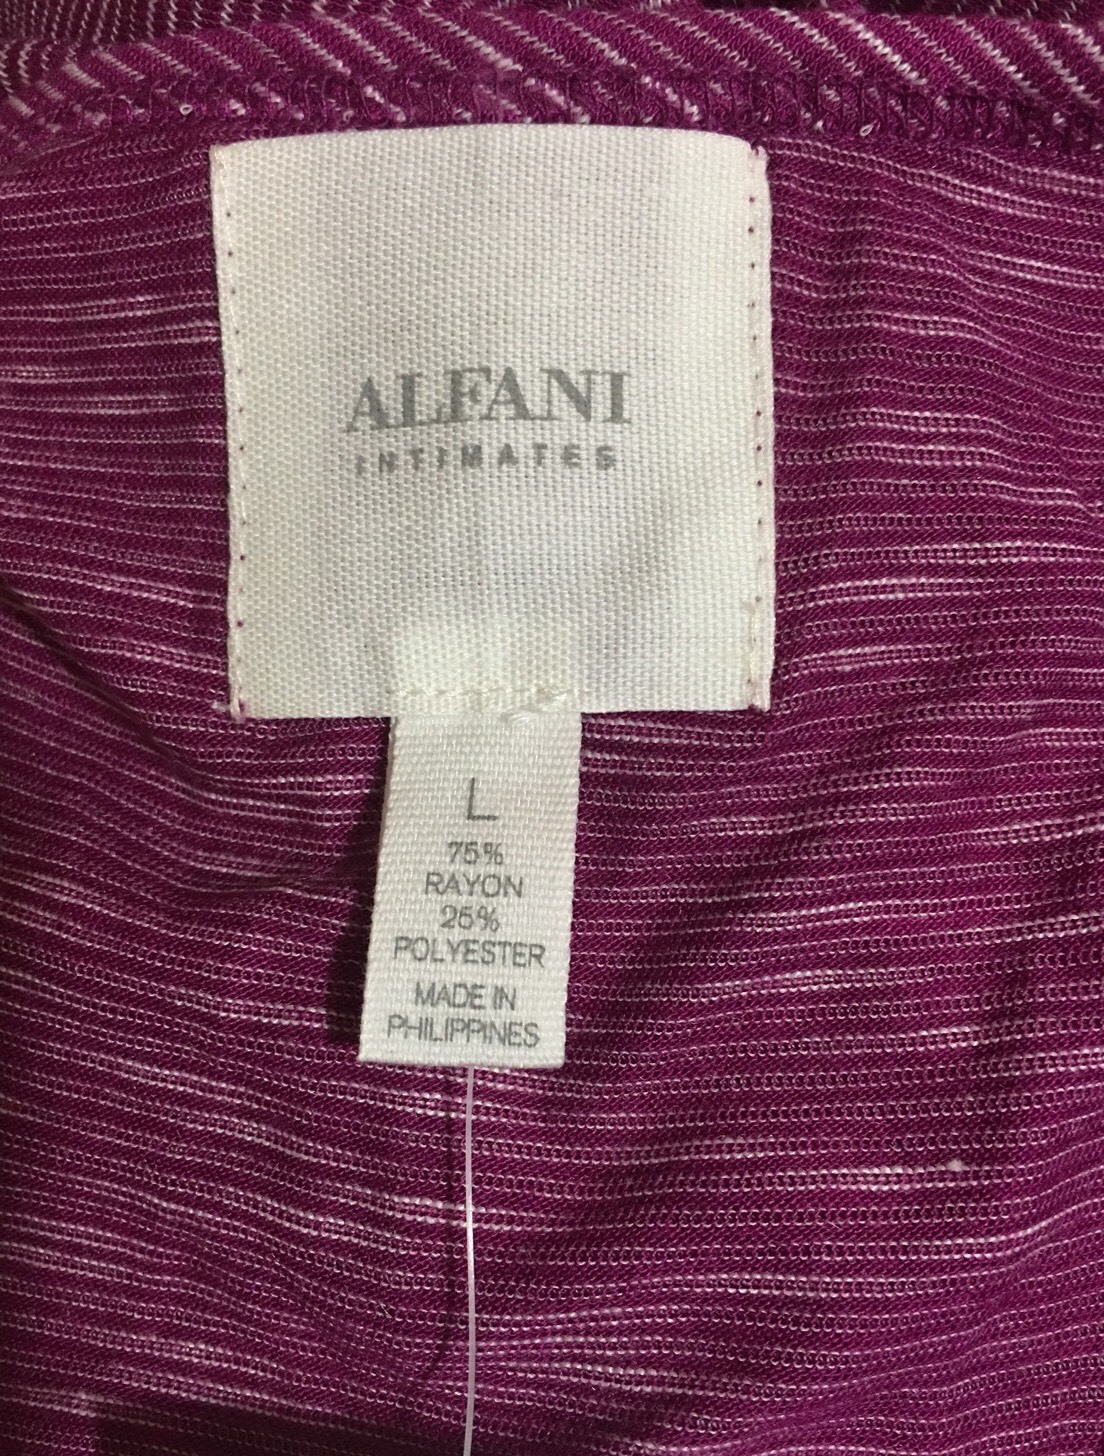 ALFANI
INTIMATES
L
75%
RAYON
25%
POLYESTER
MADE IN
PHILIPPINES